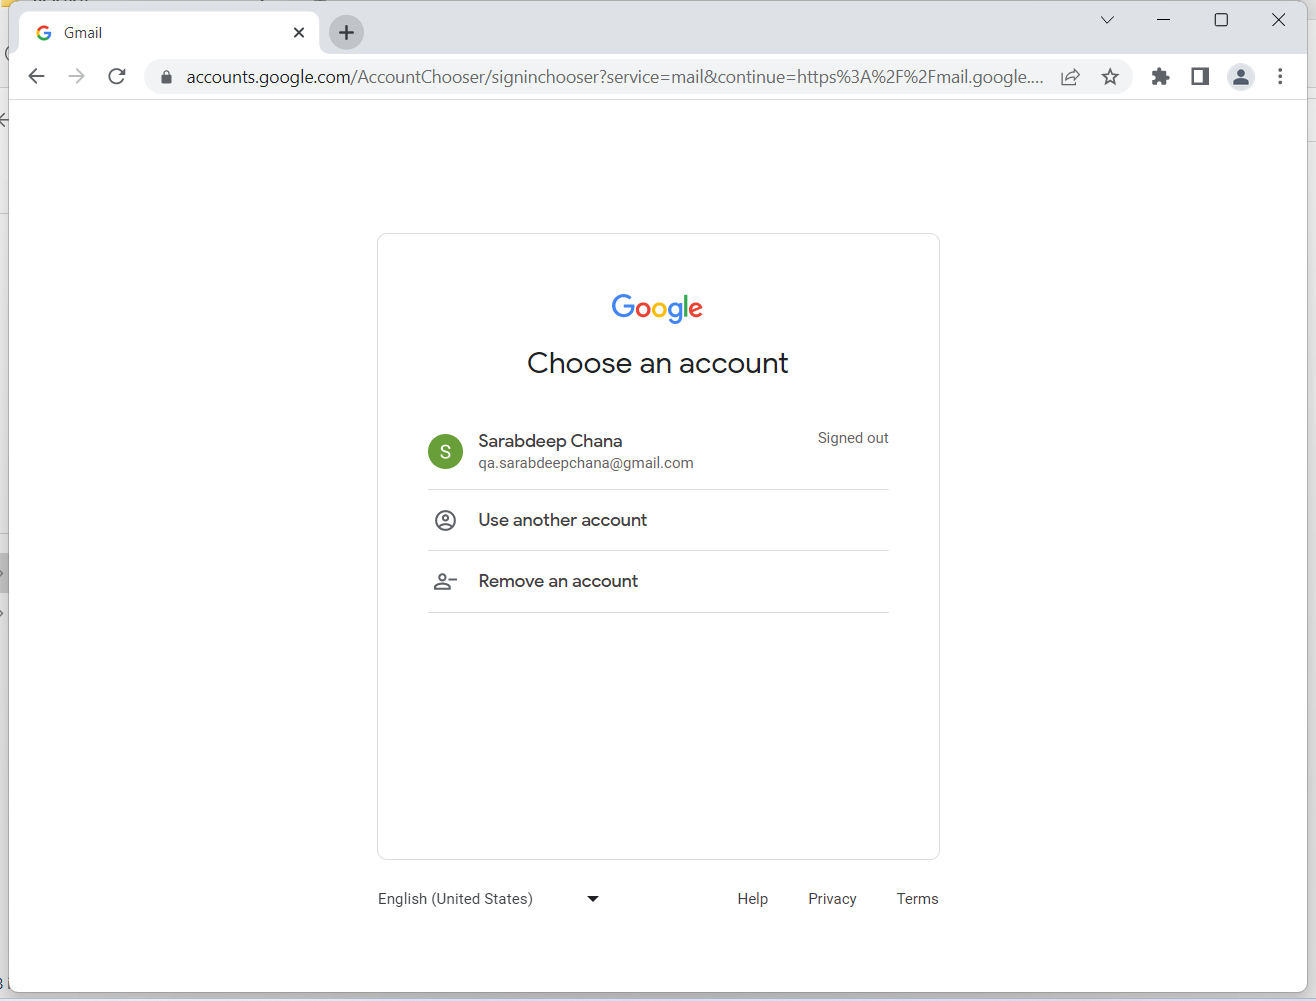 Gmail
accounts.google.com/AccountChooser/signinchooser?service=mail&continue=https%3A%2F%2Fmail.google....
Google
Choose an account
S
Sarabdeep Chana
Signed out
qa.sarabdeepchana@gmail.com
Use another account
Remove an account
English (United States)
Help
Privacy
Terms